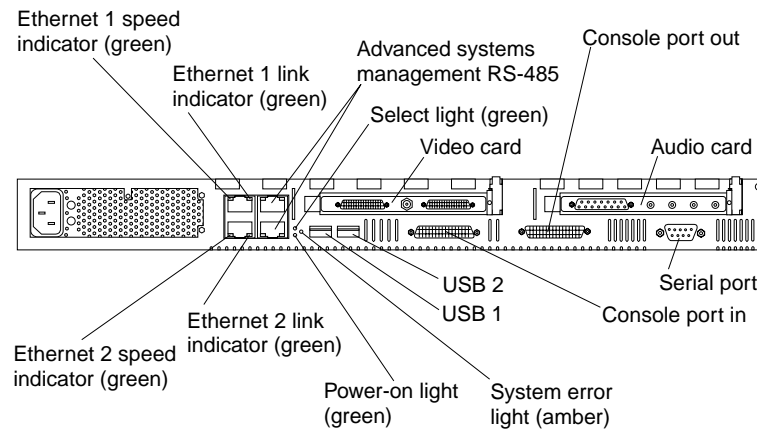 Ethernet 1 speed
indicator (green)
Ethernet 1 link
indicator (green)
Advanced systems
management RS-485
Select light (green)
Video card
Console port out
Audio card
Serial port
Console port in
USB 2
USB 1
Ethernet 2 link
indicator (green)
Ethernet 2 speed
indicator (green)
Power-on light
(green)
System error
light (amber)